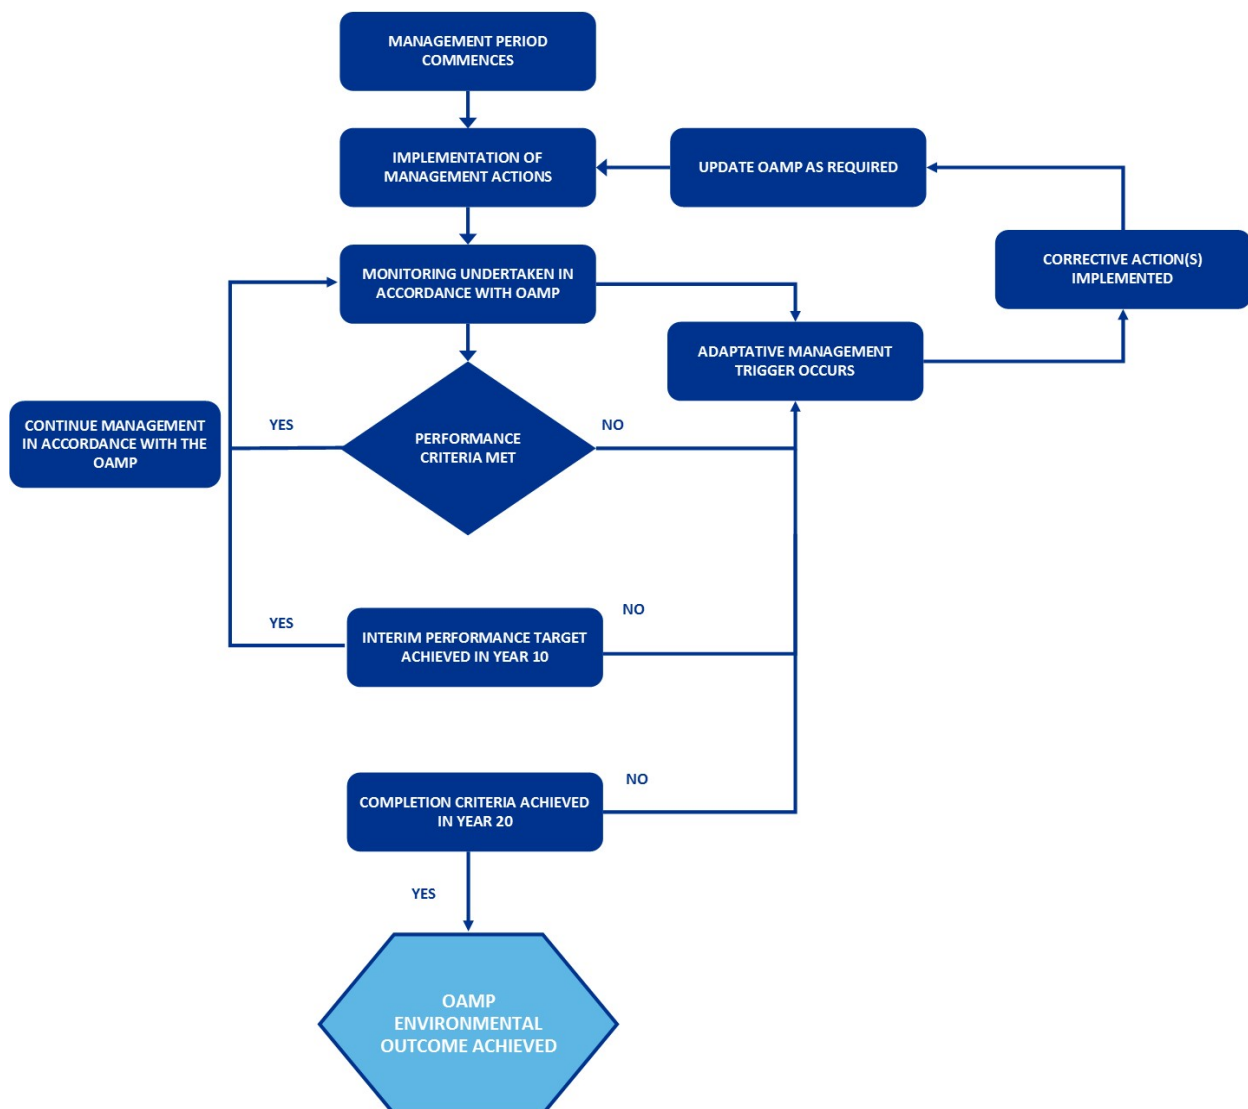 MANAGEMENT PERIOD
COMMENCES
IMPLEMENTATION OF
MANAGEMENT ACTIONS
UPDATE OAMP AS REQUIRED
CORRECTIVE ACTION(S)
IMPLEMENTED
MONITORING UNDERTAKEN IN
ACCORDANCE WITH OAMP
ADAPTATIVE MANAGEMENT
TRIGGER OCCURS
CONTINUE MANAGEMENT
IN ACCORDANCE WITH THE
OAMP
YES
PERFORMANCE
CRITERIA MET
NO
YES
INTERIM PERFORMANCE TARGET
ACHIEVED IN YEAR 10
NO
COMPLETION CRITERIA ACHIEVED
IN YEAR 20
NO
YES
OAMP
ENVIRONMENTAL
OUTCOME ACHIEVED